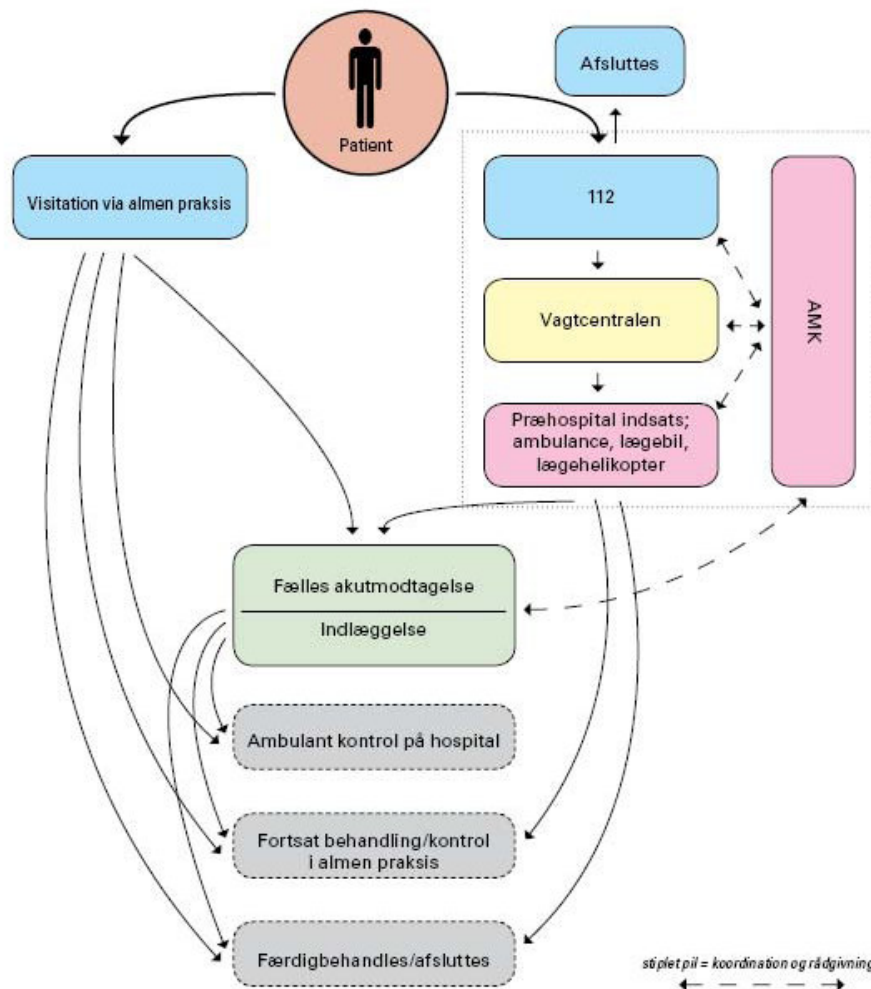 Afsluttes
Patient
Visitation via almen praksis
112
AMK
Vagtcentralen
Præhospital indsats;
ambulance, lægebil,
lægehelikopter
Fælles akutmodtagelse
Indlæggelse
Ambulant kontrol på hospital
Fortsat behandling/kontrol
i almen praksis
Færdigbehandles/afsluttes
stiplet pil = koordination og rådgivning